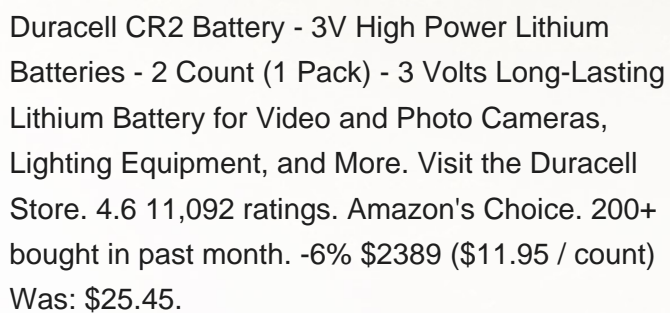 Duracell CR2 Battery - 3V High Power Lithium
Batteries - 2 Count (1 Pack) - 3 Volts Long-Lasting
Lithium Battery for Video and Photo Cameras,
Lighting Equipment, and More. Visit the Duracell
Store. 4.6 11,092 ratings. Amazon's Choice. 200+
bought in past month. -6% $2389 ($11.95 / count)
Was: $25.45.